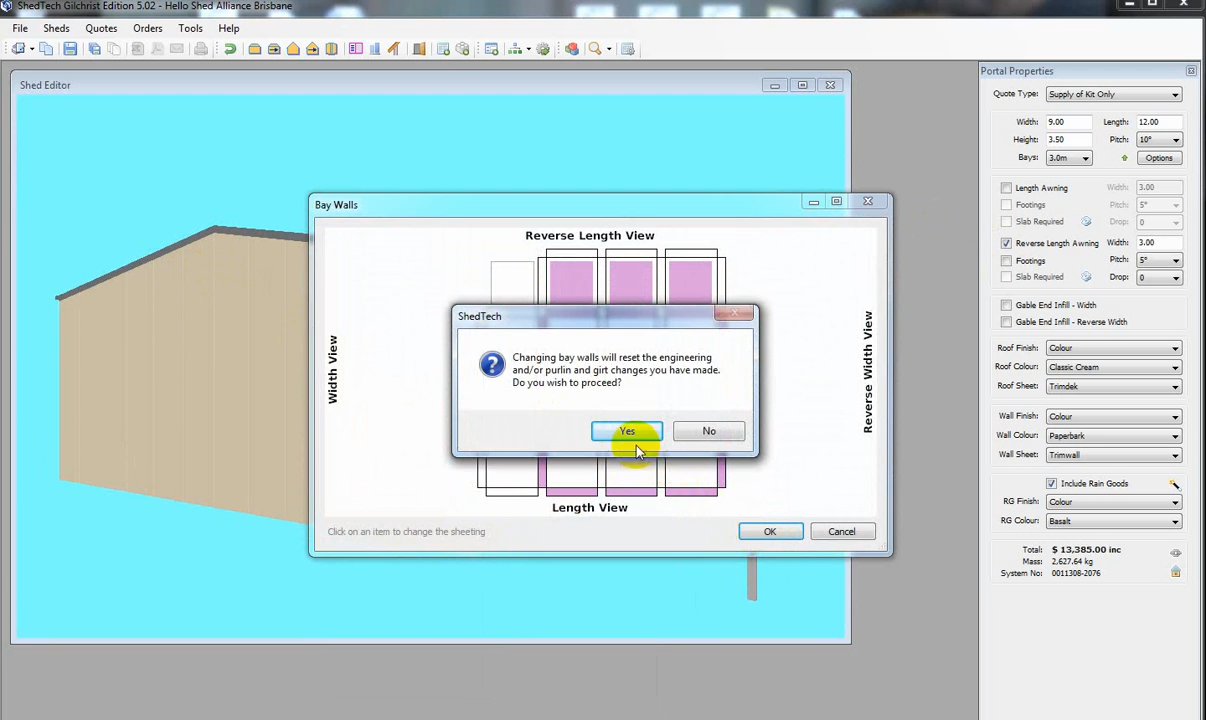 ShedTech Gilchrist Edition 5.02 - Hello Shed Alliance Brisbane
File Sheds Quotes Orders Tools Help
Shed Editor
Portal Properties
Quote Type: Supply of Kit Only
Width: 9.00 Length: 12.00
Height: 3.50 Pitch: 10°
Bays: 3.0m Options
Length Awning Width: 3.00
Footings Pitch: 5°
Slab Required Drop: 0
Reverse Length Awning Width: 3.00
Footings Pitch: 5°
Slab Required Drop: 0
Gable End Infill - Width
Gable End Infill - Reverse Width
Roof Finish: Colour
Roof Colour: Classic Cream
Roof Sheet: Trimdek
Wall Finish: Colour
Wall Colour: Paperbark
Wall Sheet: Trimwall
Include Rain Goods
RG Finish: Colour
RG Colour: Basalt
Total: $ 13,385.00 inc
Mass: 2,627.64 kg
System No: 0011308-2076
Bay Walls
Reverse Length View
Width View
Reverse Width View
Length View
Click on an item to change the sheeting
OK Cancel
ShedTech
Changing bay walls will reset the engineering
and/or purlin and girt changes you have made.
Do you wish to proceed?
Yes No